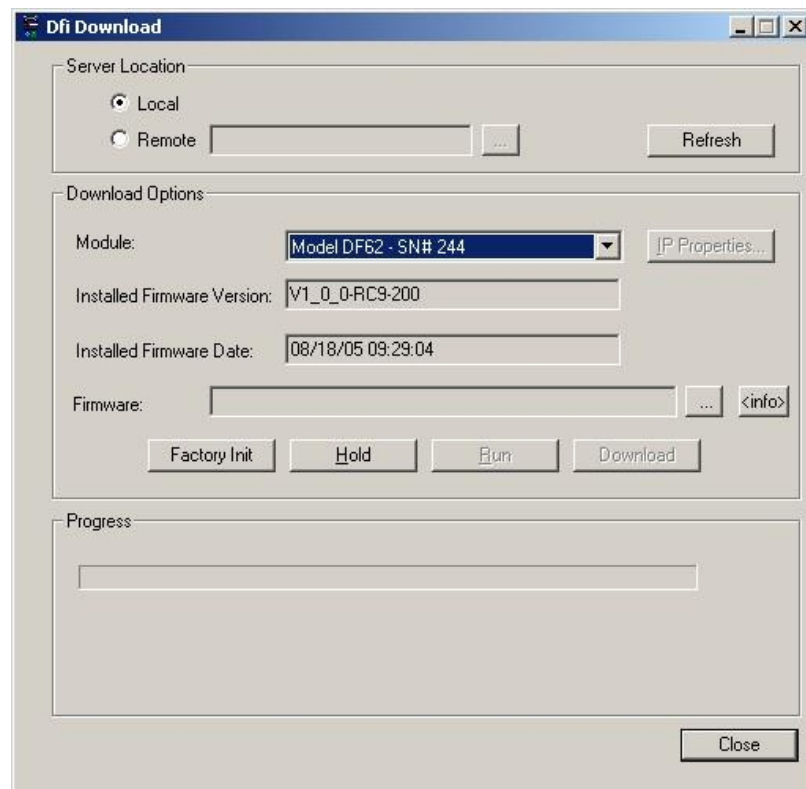 Dfi Download
Server Location
Local
Remote ... Refresh
Download Options
Module: Model DF62 - SN# 244 IP Properties...
Installed Firmware Version: V1_0_0-RC9-200
Installed Firmware Date: 08/18/05 09:29:04
Firmware: ... <info>
Factory Init Hold Run Download
Progress
Close